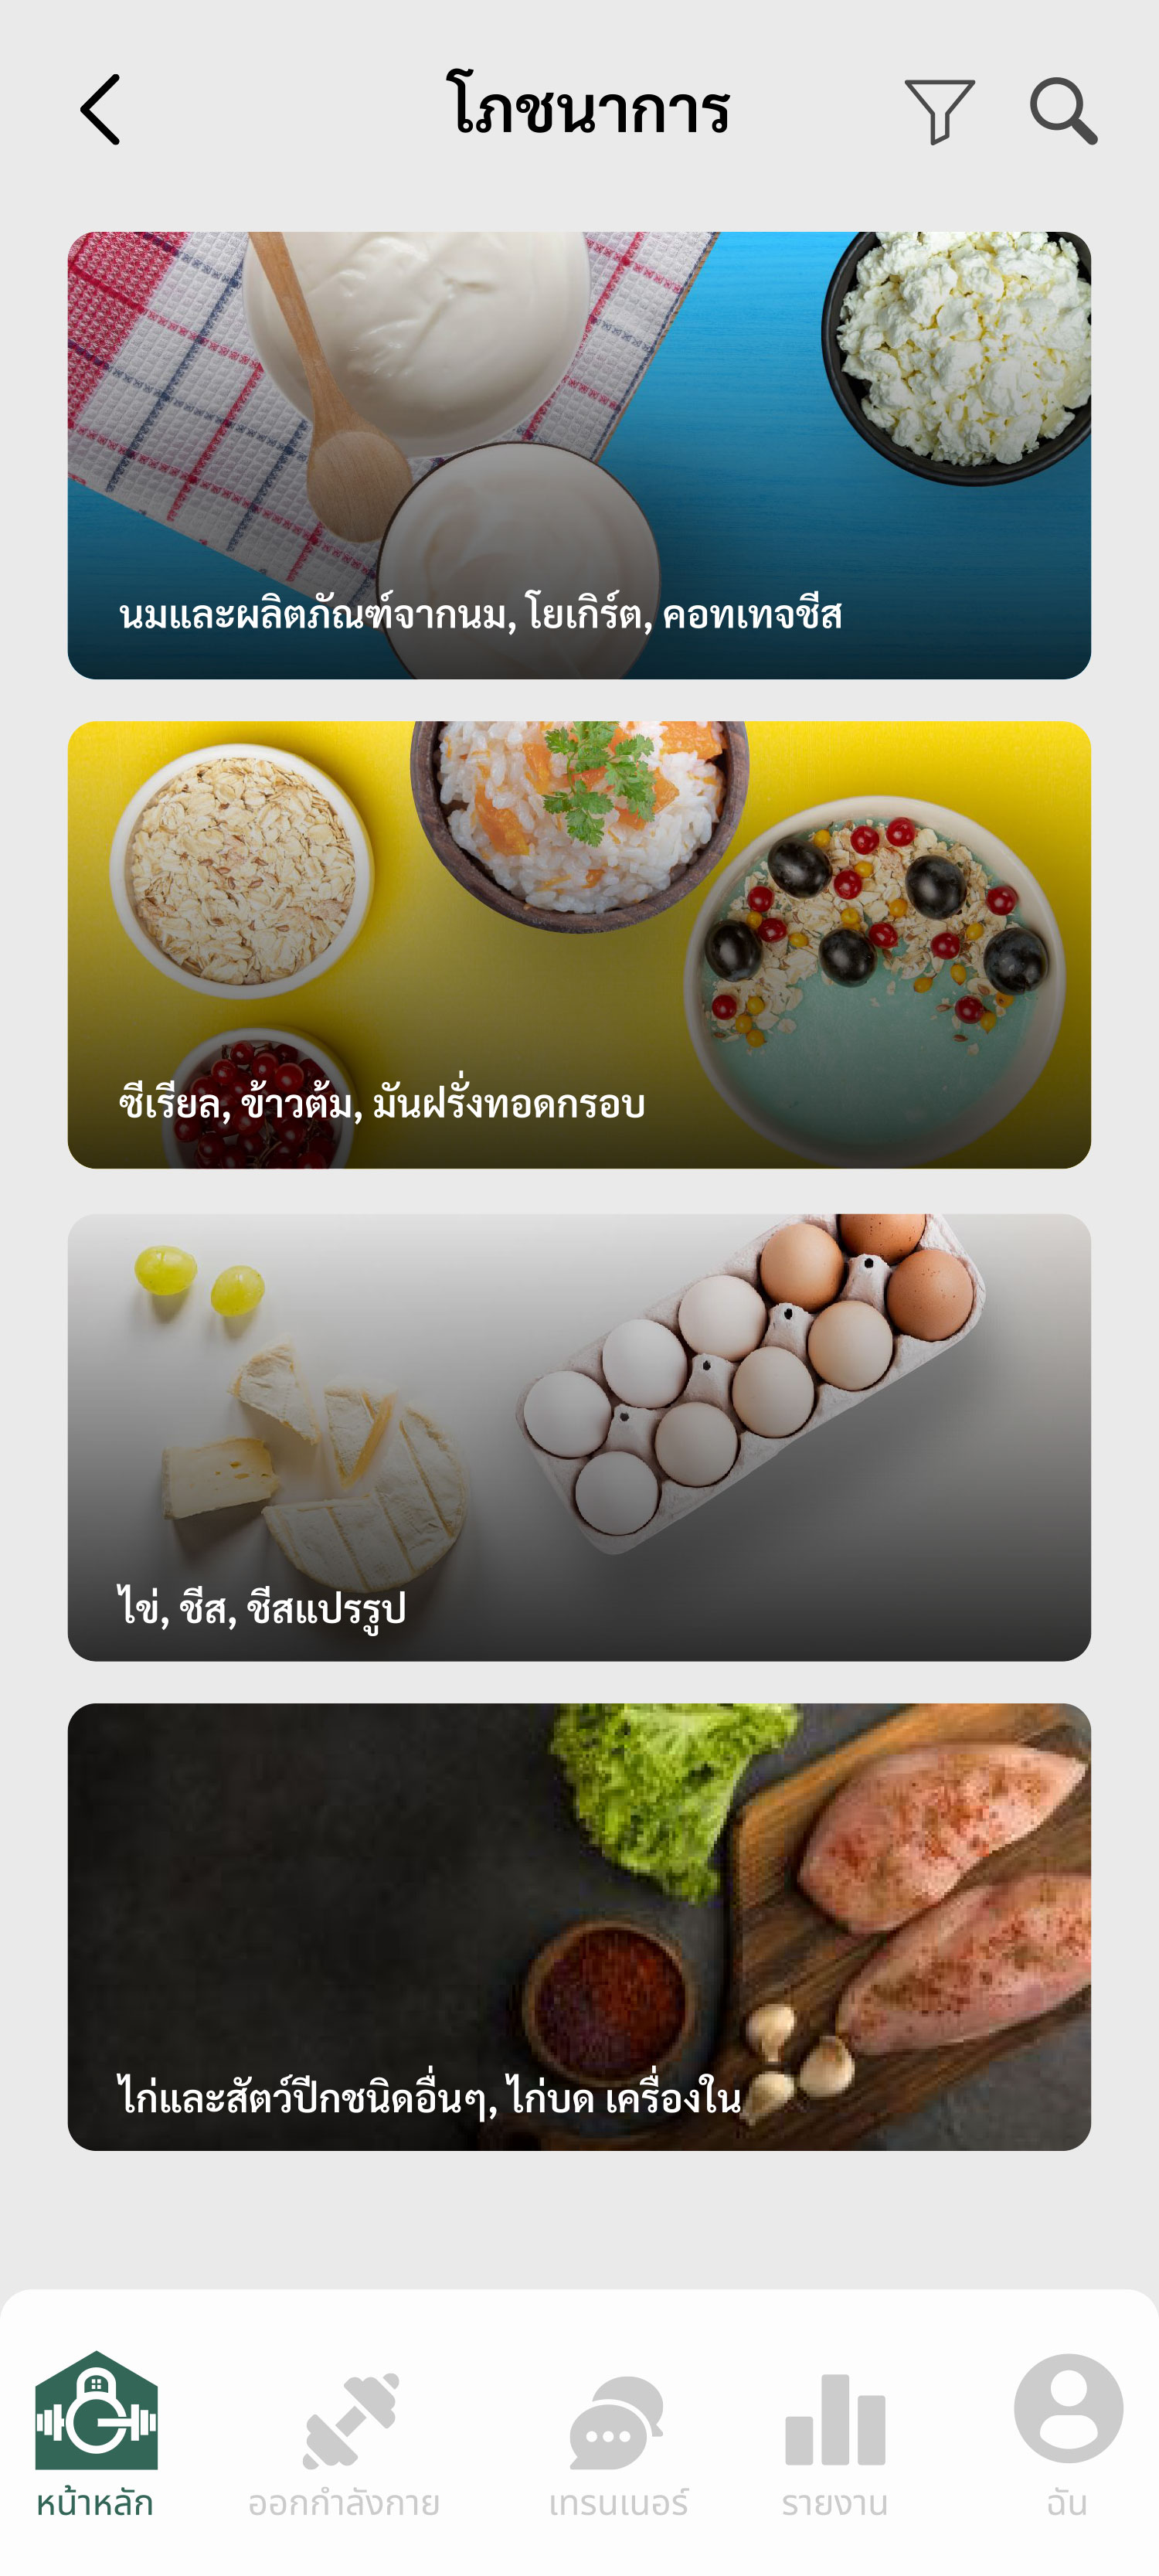 โภชนาการ
นมและผลิตภัณฑ์จากนม, โยเกิร์ต, คอทเทจชีส
ซีเรียล, ข้าวต้ม, มันฝรั่งทอดกรอบ
ไข่, ชีส, ชีสแปรรูป
ไก่และสัตว์ปีกชนิดอื่นๆ, ไก่บด เครื่องใน
หน้าหลัก
ออกกำลังกาย
เทรนเนอร์
รายงาน
ฉัน